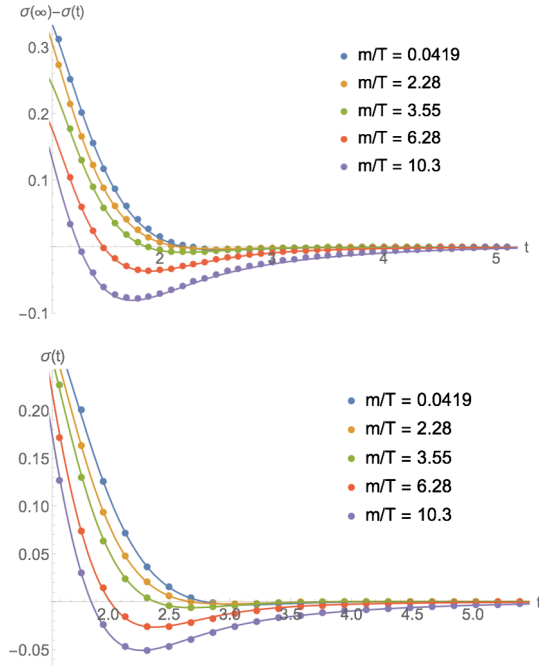 σ(∞)-σ(t)
0.3
0.2
0.1
-0.1
2
3
4
5
t
m/T = 0.0419
m/T = 2.28
m/T = 3.55
m/T = 6.28
m/T = 10.3
σ(t)
0.20
0.15
0.10
0.05
-0.05
2.0
2.5
3.0
3.5
4.0
4.5
5.0
t
m/T = 0.0419
m/T = 2.28
m/T = 3.55
m/T = 6.28
m/T = 10.3